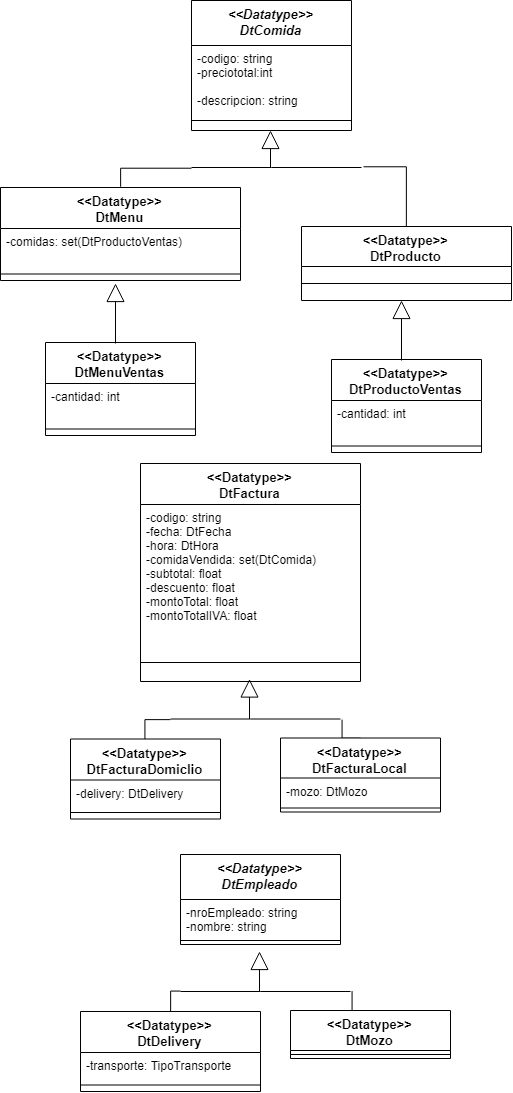 <<Datatype>>
DtComida
-codigo: string
-preciototal:int
-descripcion: string
<<Datatype>>
DtMenu
-comidas: set(DtProductoVentas)
<<Datatype>>
DtProducto
<<Datatype>>
DtMenuVentas
-cantidad: int
<<Datatype>>
DtProductoVentas
-cantidad: int
<<Datatype>>
DtFactura
-codigo: string
-fecha: DtFecha
-hora: DtHora
-comidaVendida: set(DtComida)
-subtotal: float
-descuento: float
-montoTotal: float
-montoTotalIVA: float
<<Datatype>>
DtFacturaDomiclio
-delivery: DtDelivery
<<Datatype>>
DtFacturaLocal
-mozo: DtMozo
<<Datatype>>
DtEmpleado
-nroEmpleado: string
-nombre: string
<<Datatype>>
DtDelivery
-transporte: TipoTransporte
<<Datatype>>
DtMozo